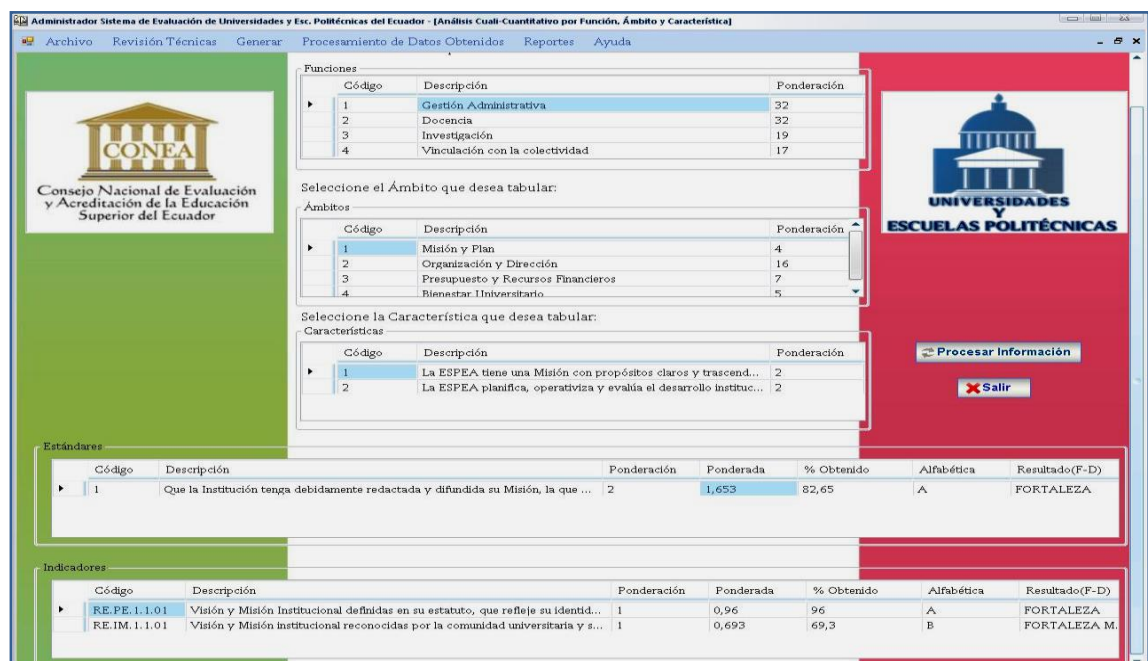 Administrador Sistema de Evaluación de Universidades y Esc. Politécnicas del Ecuador - [Análisis Cuali-Cuantitativo por Función, Ámbito y Característica]
Archivo Revisión Técnicas Generar Procesamiento de Datos Obtenidos Reportes Ayuda
Funciones
Código Descripción Ponderación
1 Gestión Administrativa 32
2 Docencia 32
3 Investigación 19
4 Vinculación con la colectividad 17
CONEA
Consejo Nacional de Evaluación
y Acreditación de la Educación
Superior del Ecuador
UNIVERSIDADES
Y
ESCUELAS POLITÉCNICAS
Seleccione el Ámbito que desea tabular:
Ámbitos
Código Descripción Ponderación
1 Misión y Plan 4
2 Organización y Dirección 16
3 Presupuesto y Recursos Financieros 7
4 Bienestar Universitario 5
Seleccione la Característica que desea tabular:
Características
Código Descripción Ponderación
1 La ESPEA tiene una Misión con propósitos claros y trascend... 2
2 La ESPEA planifica, operativiza y evalúa el desarrollo instituc... 2
Procesar Información
Salir
Estándares
Código Descripción Ponderación Ponderada % Obtenido Alfabética Resultado(F-D)
1 Que la Institución tenga debidamente redactada y difundida su Misión, la que ... 2 1,653 82,65 A FORTALEZA
Indicadores
Código Descripción Ponderación Ponderada % Obtenido Alfabética Resultado(F-D)
RE.PE.1.1.01 Visión y Misión Institucional definidas en su estatuto, que refleje su identid... 1 0,96 96 A FORTALEZA
RE.IM.1.1.01 Visión y Misión institucional reconocidas por la comunidad universitaria y s... 1 0,693 69,3 B FORTALEZA M.